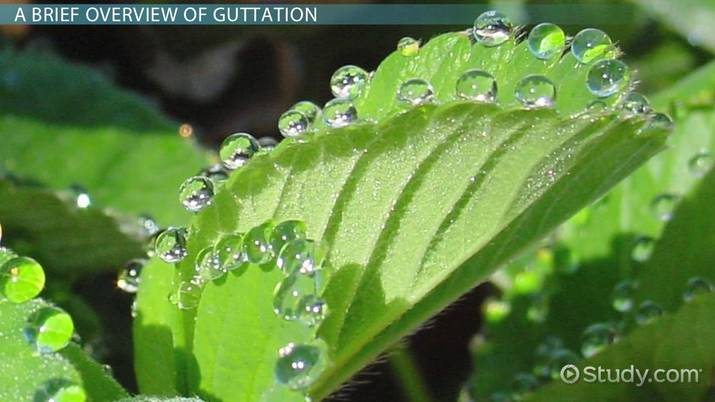 A BRIEF OVERVIEW OF GUTTATION
Study.com